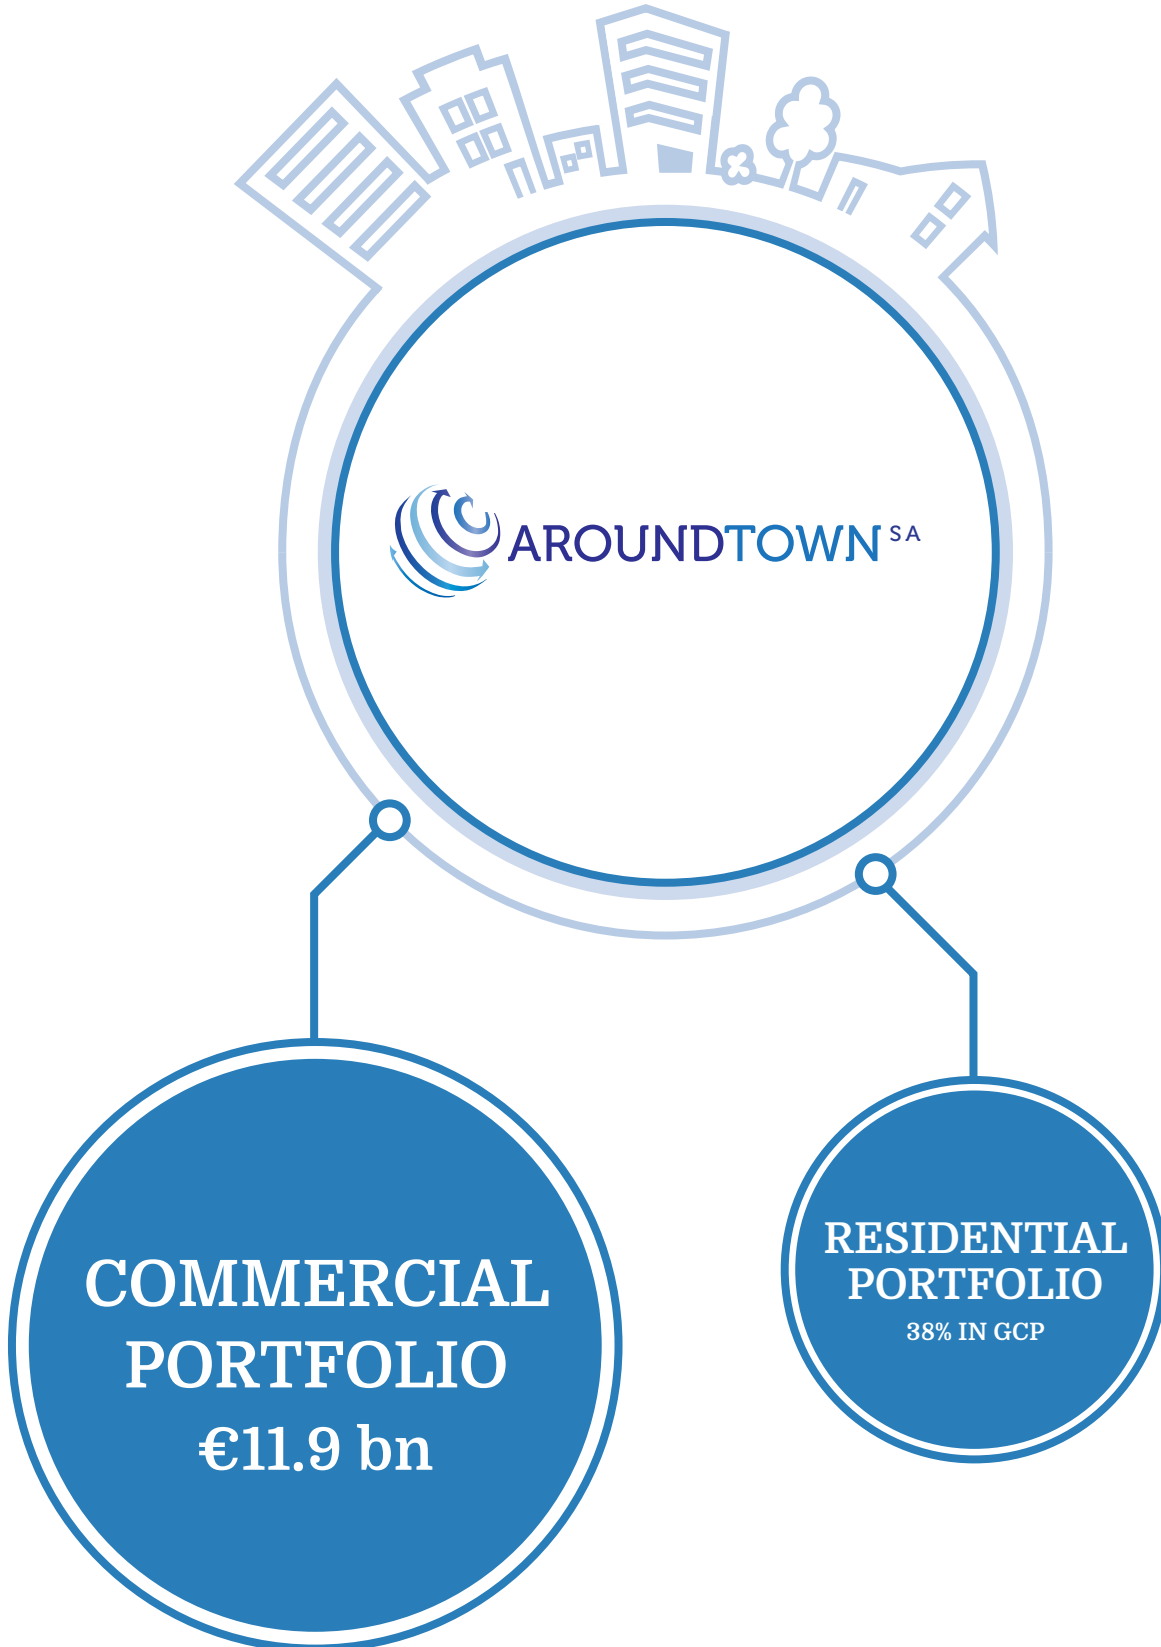 AROUNDTOWN SA
COMMERCIAL
PORTFOLIO
€11.9 bn
RESIDENTIAL
PORTFOLIO
38% IN GCP